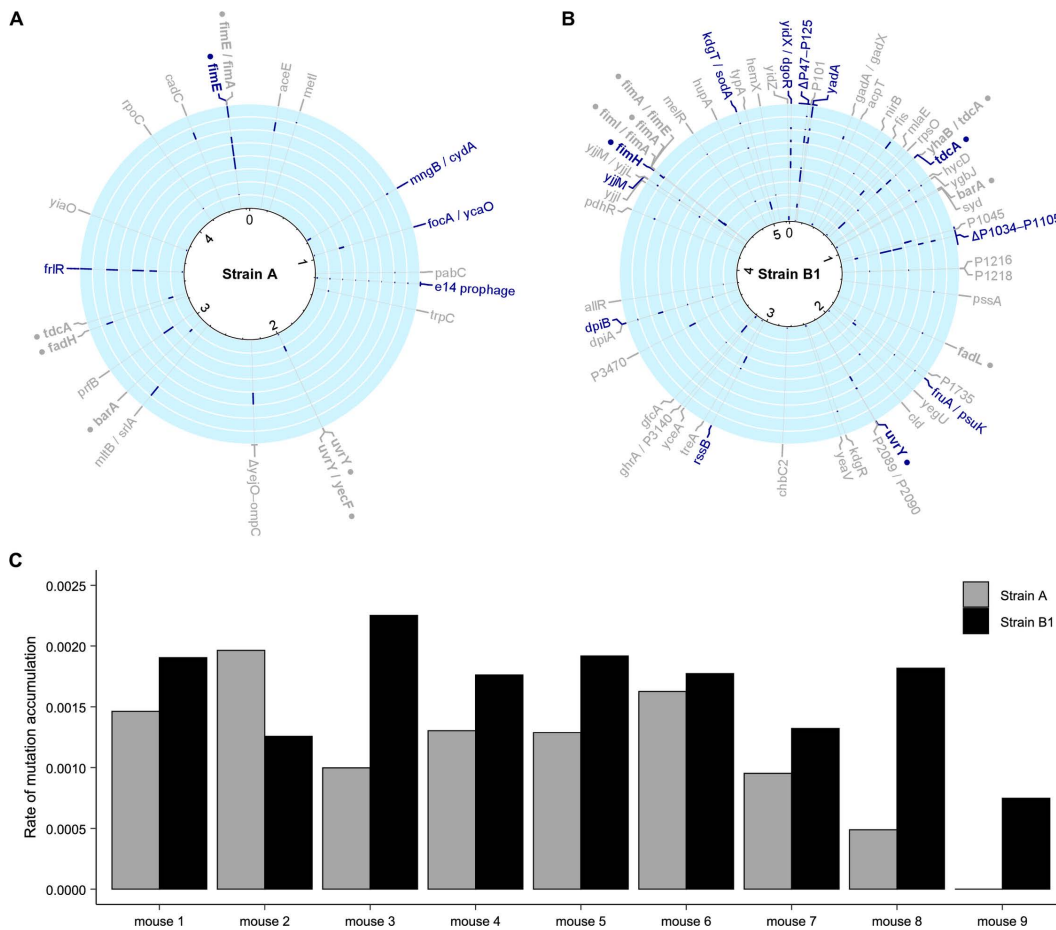 A
fimE / fimA
fimE
aceE
metI
cadC
rpoC
mngB / cydA
yiaO
focA / ycaO
0
1
2
3
4
Strain A
frlR
pabC
e14 prophage
trpC
tdcA
fadH
prfB
barA
mltB / srlA
uvrY
uvrY / yecF
ΔyejO–ompC
B
kdgT / sodA
typA
hemX
yidZ
yidX / dgoR
ΔP47–P125
P101
yadA
gadA / gadX
acpT
nirB
fis
mlaE
rpsO
yhaB / tdcA
tdcA
hycD
ygbJ
barA
syd
P1045
ΔP1034–P1105
P1216
P1218
pssA
fadL
P1735
fruA / psuK
yegU
cld
uvrY
P2089 / P2090
kdgR
yeaV
chbC2
rssB
treA
yceA
ghrA / P3140
gfcA
P3470
dpiA
dpiB
allR
pdhR
yjjI
yjjM
yjjM / yjjL
fimH
fimI / fimA
fimA
fimA / fimE
melR
hupA
5
0
1
2
3
4
Strain B1
C
Rate of mutation accumulation
0.0025
0.0020
0.0015
0.0010
0.0005
0.0000
Strain A
Strain B1
mouse 1
mouse 2
mouse 3
mouse 4
mouse 5
mouse 6
mouse 7
mouse 8
mouse 9